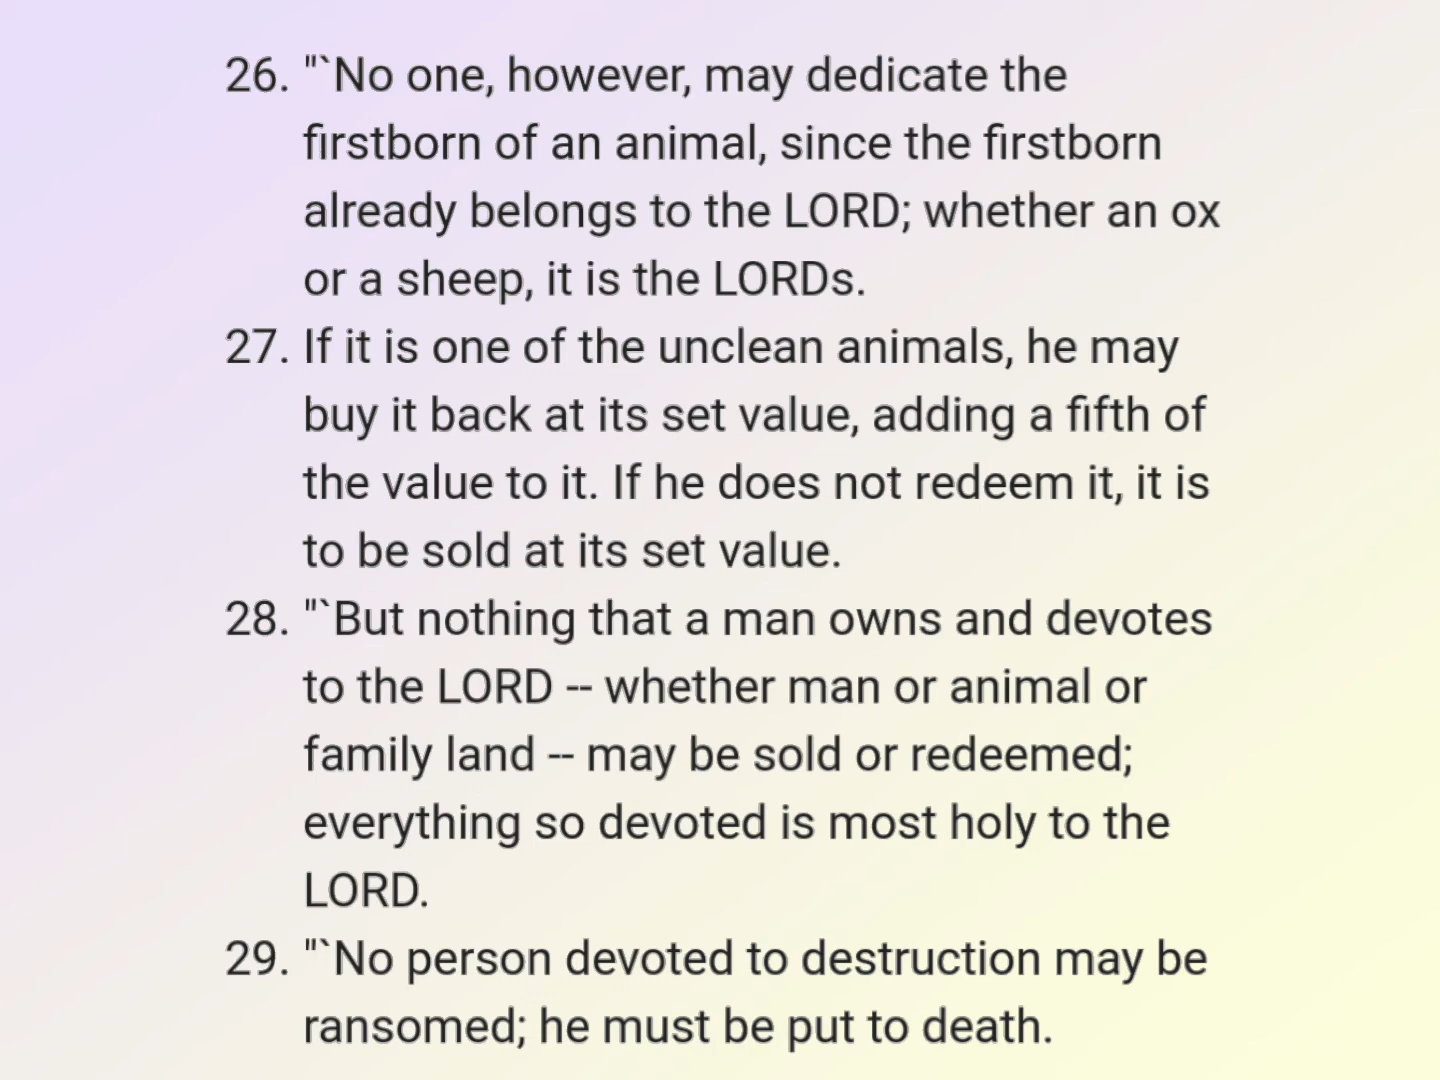 26. "`No one, however, may dedicate the
firstborn of an animal, since the firstborn
already belongs to the LORD; whether an ox
or a sheep, it is the LORDs.
27. If it is one of the unclean animals, he may
buy it back at its set value, adding a fifth of
the value to it. If he does not redeem it, it is
to be sold at its set value.
28. "`But nothing that a man owns and devotes
to the LORD -- whether man or animal or
family land -- may be sold or redeemed;
everything so devoted is most holy to the
LORD.
29. "`No person devoted to destruction may be
ransomed; he must be put to death.